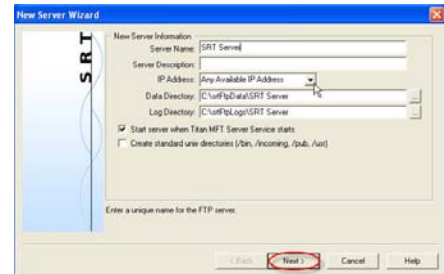 New Server Wizard
SRT
New Server Information
Server Name: SRT Server
Server Description:
IP Address: Any Available IP Address
Data Directory: C:\srtFtpData\SRT Server
...
Log Directory: C:\srtFtpLogs\SRT Server
...
Start server when Titan MFT Server Service starts
Create standard unix directories (/bin, /incoming, /pub, /usr)
Enter a unique name for the FTP server.
< Back Next > Cancel Help